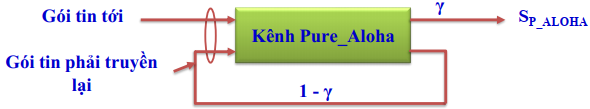 Gói tin tới
γ
S_P_ALOHA
Kênh Pure_Aloha
Gói tin phải truyền
lại
1 - γ